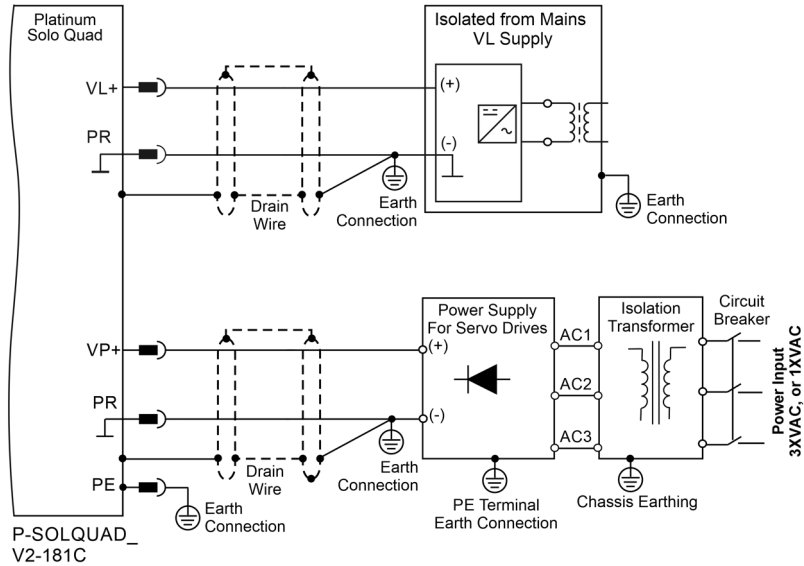 Platinum
Solo Quad
Isolated from Mains
VL Supply
VL+
(+)
PR
(-)
Drain
Wire
Earth
Connection
Earth
Connection
Power Supply
For Servo Drives
Isolation
Transformer
Circuit
Breaker
VP+
(+)
AC1
AC2
AC3
PR
(-)
Power Input
3XVAC, or 1XVAC
Drain
Wire
Earth
Connection
PE
Earth
Connection
PE Terminal
Earth Connection
Chassis Earthing
P-SOLQUAD_
V2-181C